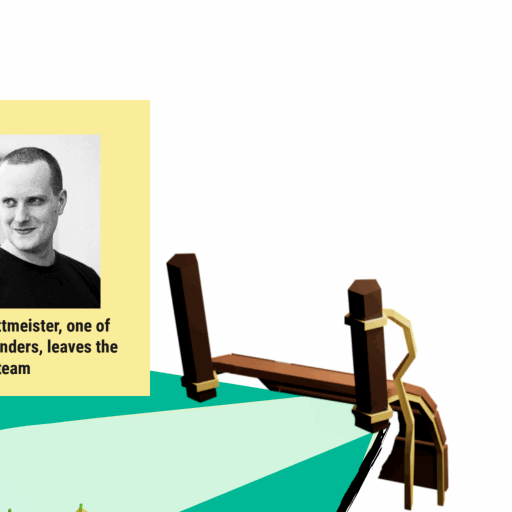 tmeister, one of
nders, leaves the
team